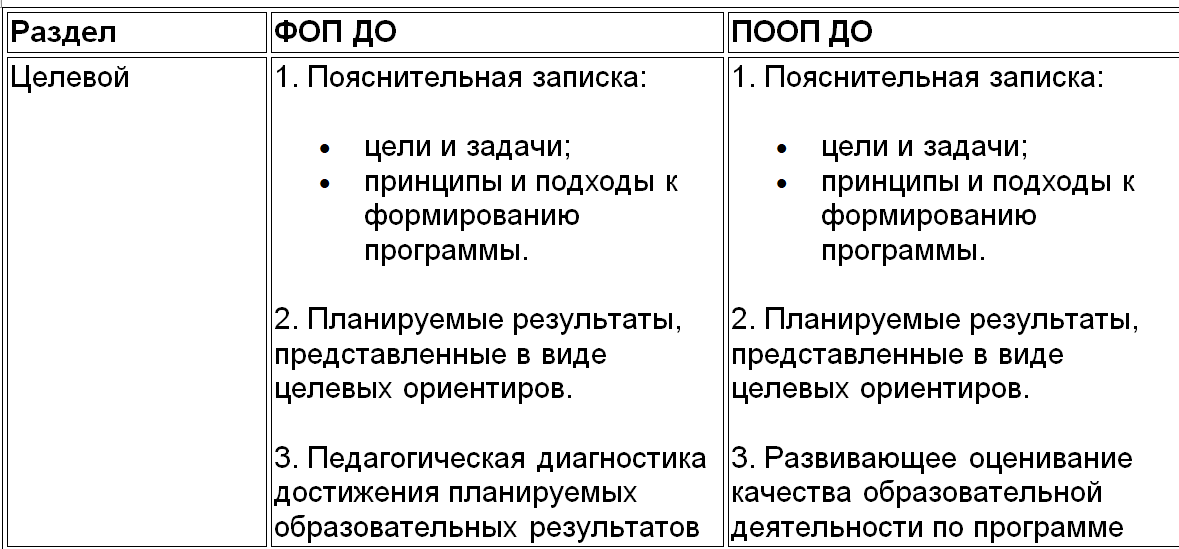 Раздел
ФОП ДО
ПООП ДО
Целевой
1. Пояснительная записка:
• цели и задачи;
• принципы и подходы к
формированию
программы.
2. Планируемые результаты,
представленные в виде
целевых ориентиров.
3. Педагогическая диагностика
достижения планируемых
образовательных результатов
1. Пояснительная записка:
• цели и задачи;
• принципы и подходы к
формированию
программы.
2. Планируемые результаты,
представленные в виде
целевых ориентиров.
3. Развивающее оценивание
качества образовательной
деятельности по программе